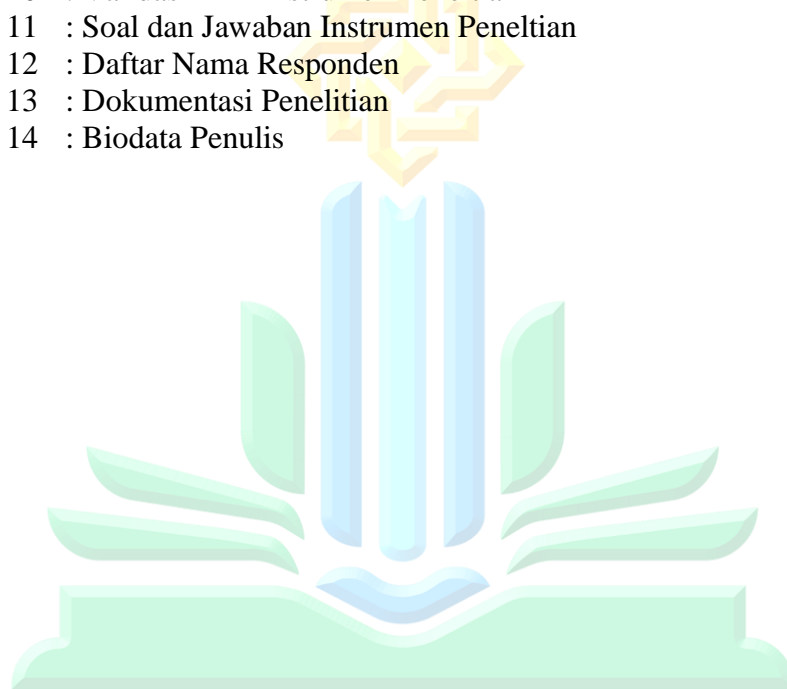 11 : Soal dan Jawaban Instrumen Peneltian
12 : Daftar Nama Responden
13 : Dokumentasi Penelitian
14 : Biodata Penulis